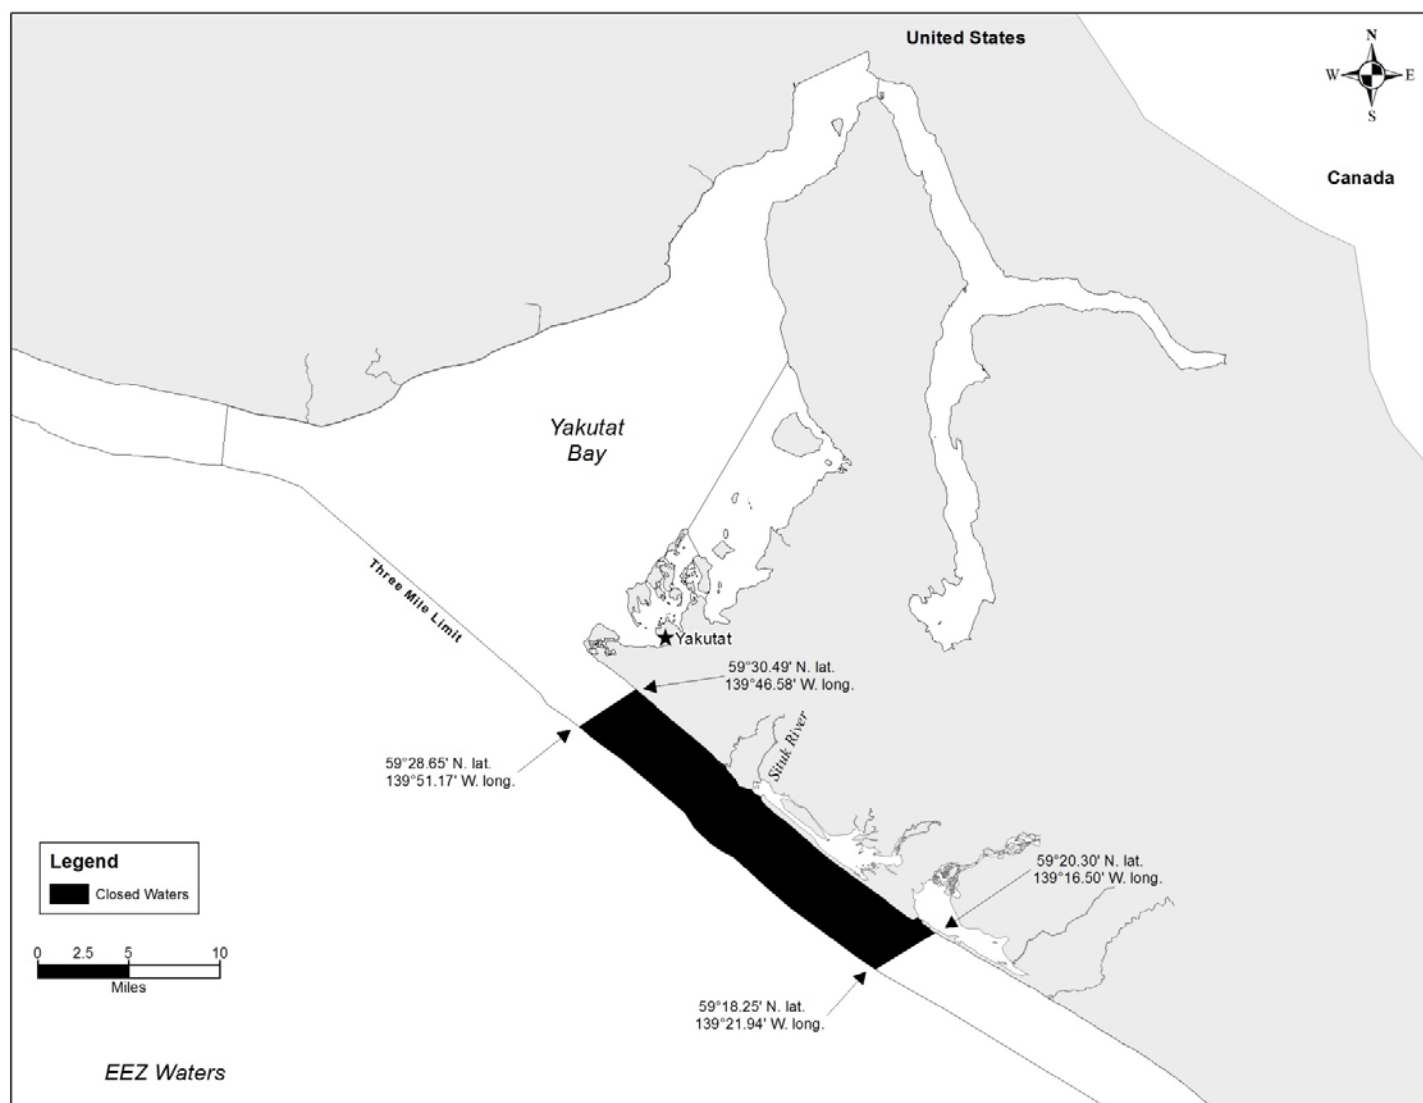 United States
N
W E
S
Canada
Yakutat
Bay
Three Mile Limit
Yakutat
59°30.49' N. lat.
139°46.58' W. long.
Situk River
59°28.65' N. lat.
139°51.17' W. long.
59°20.30' N. lat.
139°16.50' W. long.
Legend
Closed Waters
0 2.5 5 10
Miles
59°18.25' N. lat.
139°21.94' W. long.
EEZ Waters